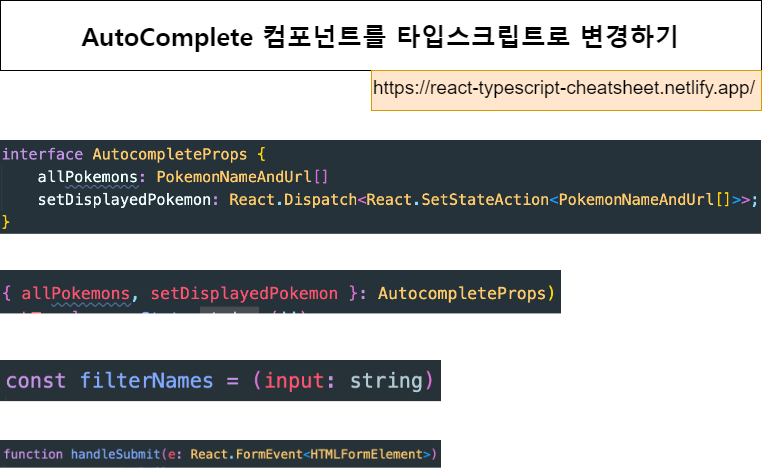 AutoComplete 컴포넌트를 타입스크립트로 변경하기
https://react-typescript-cheatsheet.netlify.app/
interface AutocompleteProps {
allPokemons: PokemonNameAndUrl[]
setDisplayedPokemon: React.Dispatch<React.SetStateAction<PokemonNameAndUrl[]>>;
}
{ allPokemons, setDisplayedPokemon }: AutocompleteProps)
const filterNames = (input: string)
function handleSubmit(e: React.FormEvent<HTMLFormElement>)